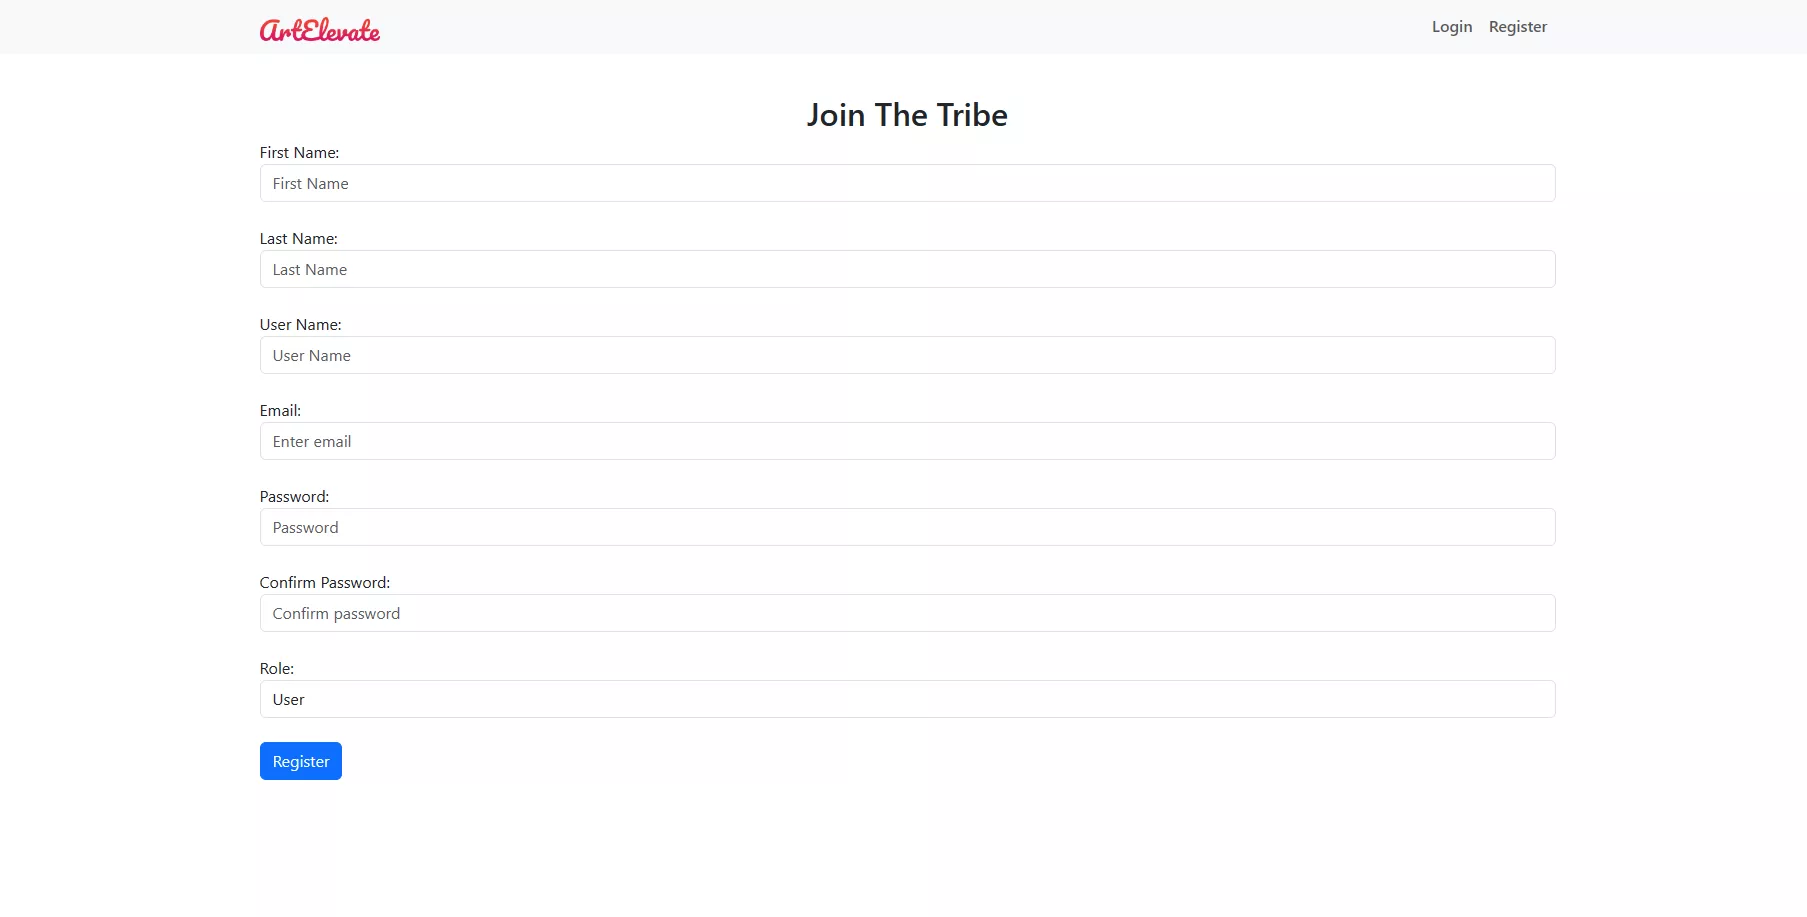 ArtElevate
Login Register
Join The Tribe
First Name:
First Name
Last Name:
Last Name
User Name:
User Name
Email:
Enter email
Password:
Password
Confirm Password:
Confirm password
Role:
User
Register